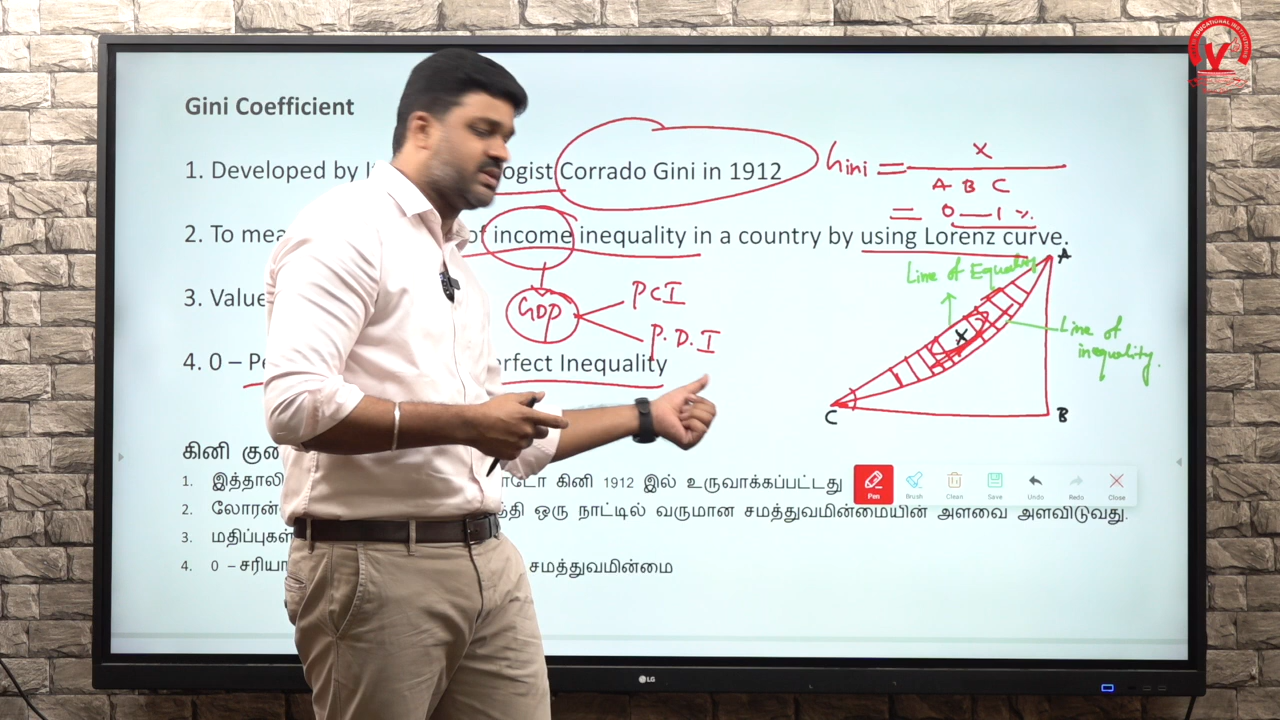 Gini Coefficient
1. Developed by ogist Corrado Gini in 1912
Gini = X
A B C
= 0 — 1 %
2. To mea of income inequality in a country by using Lorenz curve.
A
Line of Equality
GDP
PCI
P.D.I
3. Value
X
Line of
inequality.
4. 0 – Pe rfect Inequality
C
B
கினி குண
1. இத்தாலி ாடோ கினி 1912 இல் உருவாக்கப்பட்டது
Pen Brush Clean Save Undo Redo Close
2. லோரன் த்தி ஒரு நாட்டில் வருமான சமத்துவமின்மையின் அளவை அளவிடுவது.
3. மதிப்புகள்
4. 0 – சரியா சமத்துவமின்மை
LG